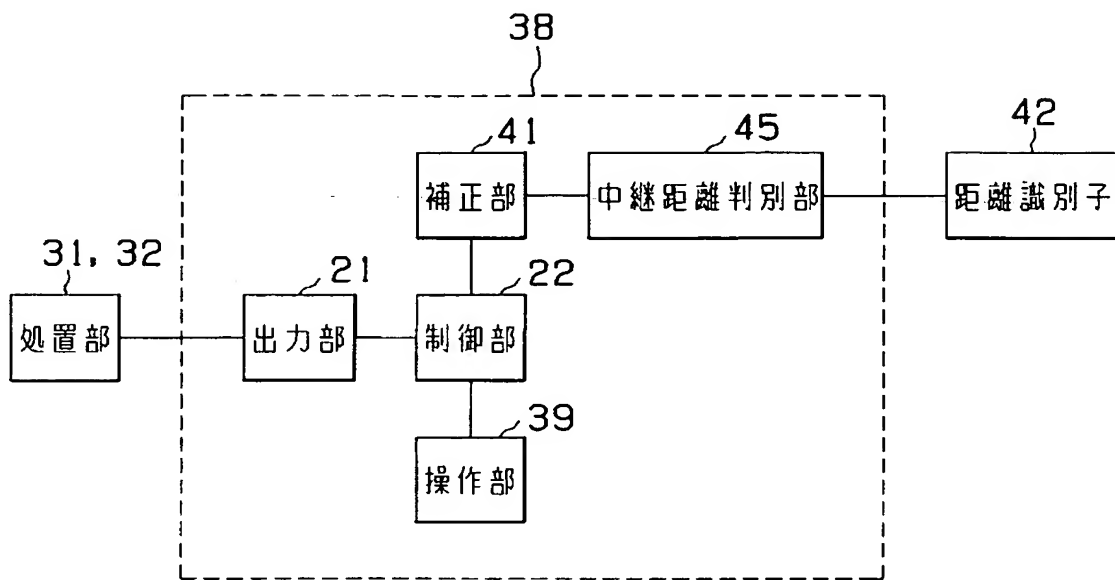 38
41
45
42
補正部
中継距離判別部
距離識別子
31, 32
21
22
処置部
出力部
制御部
39
操作部